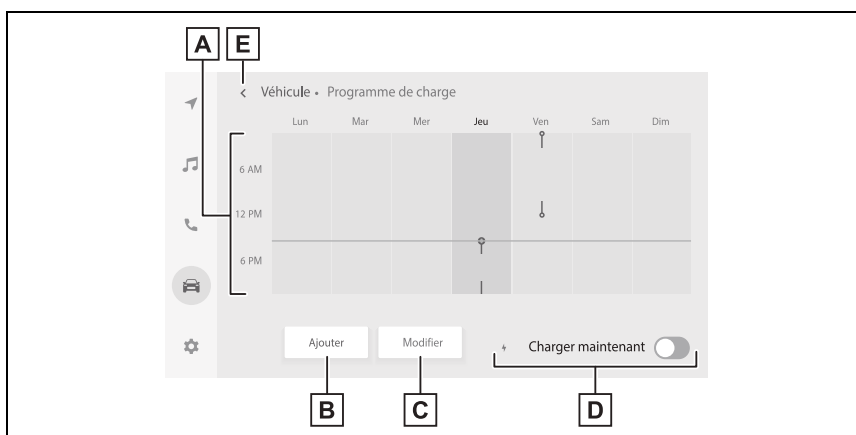 A E
Véhicule • Programme de charge
Lun Mar Mer Jeu Ven Sam Dim
6 AM
12 PM
6 PM
Ajouter Modifier Charger maintenant
B C D